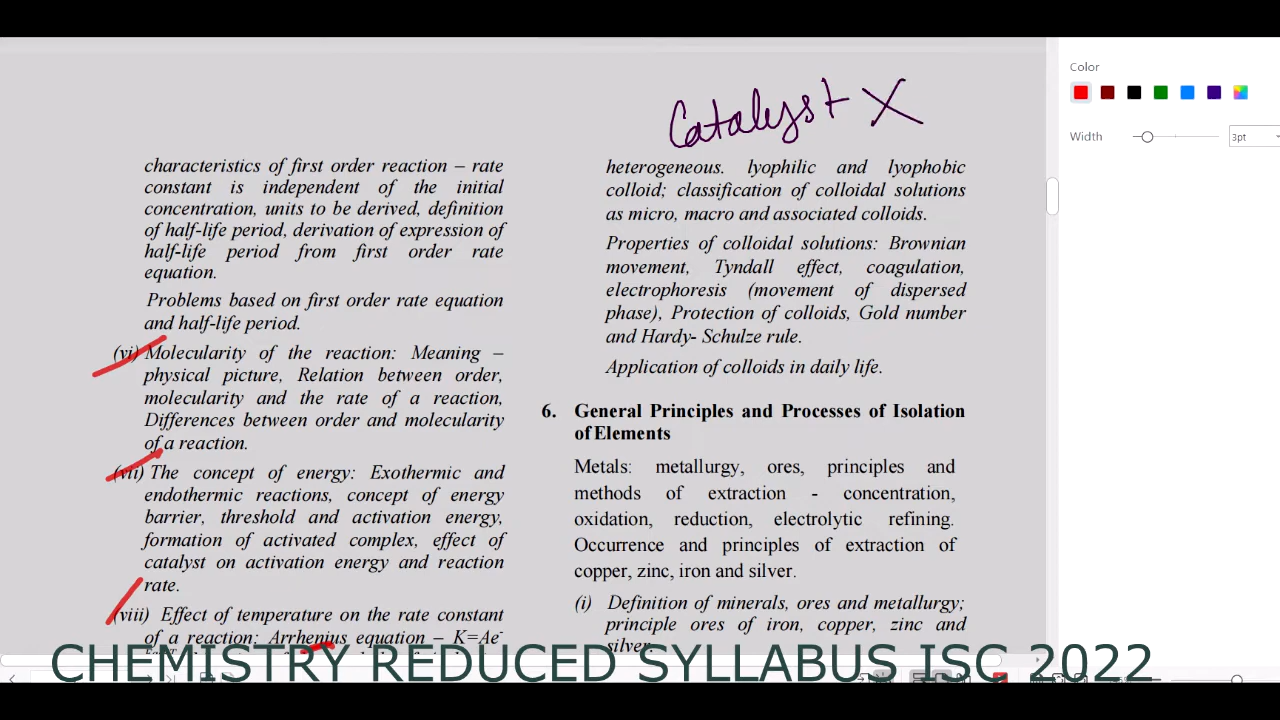 Color
Width
3pt
Catalyst X
characteristics of first order reaction – rate
constant is independent of the initial
concentration, units to be derived, definition
of half-life period, derivation of expression of
half-life period from first order rate
equation.
Problems based on first order rate equation
and half-life period.
(vi) Molecularity of the reaction: Meaning –
physical picture, Relation between order,
molecularity and the rate of a reaction,
Differences between order and molecularity
of a reaction.
(vii) The concept of energy: Exothermic and
endothermic reactions, concept of energy
barrier, threshold and activation energy,
formation of activated complex, effect of
catalyst on activation energy and reaction
rate.
(viii) Effect of temperature on the rate constant
of a reaction: Arrhenius equation – K=Ae-
heterogeneous. lyophilic and lyophobic
colloid; classification of colloidal solutions
as micro, macro and associated colloids.
Properties of colloidal solutions: Brownian
movement, Tyndall effect, coagulation,
electrophoresis (movement of dispersed
phase), Protection of colloids, Gold number
and Hardy- Schulze rule.
Application of colloids in daily life.
6. General Principles and Processes of Isolation
of Elements
Metals: metallurgy, ores, principles and
methods of extraction - concentration,
oxidation, reduction, electrolytic refining.
Occurrence and principles of extraction of
copper, zinc, iron and silver.
(i) Definition of minerals, ores and metallurgy;
principle ores of iron, copper, zinc and
silver.
CHEMISTRY REDUCED SYLLABUS ISC 2022